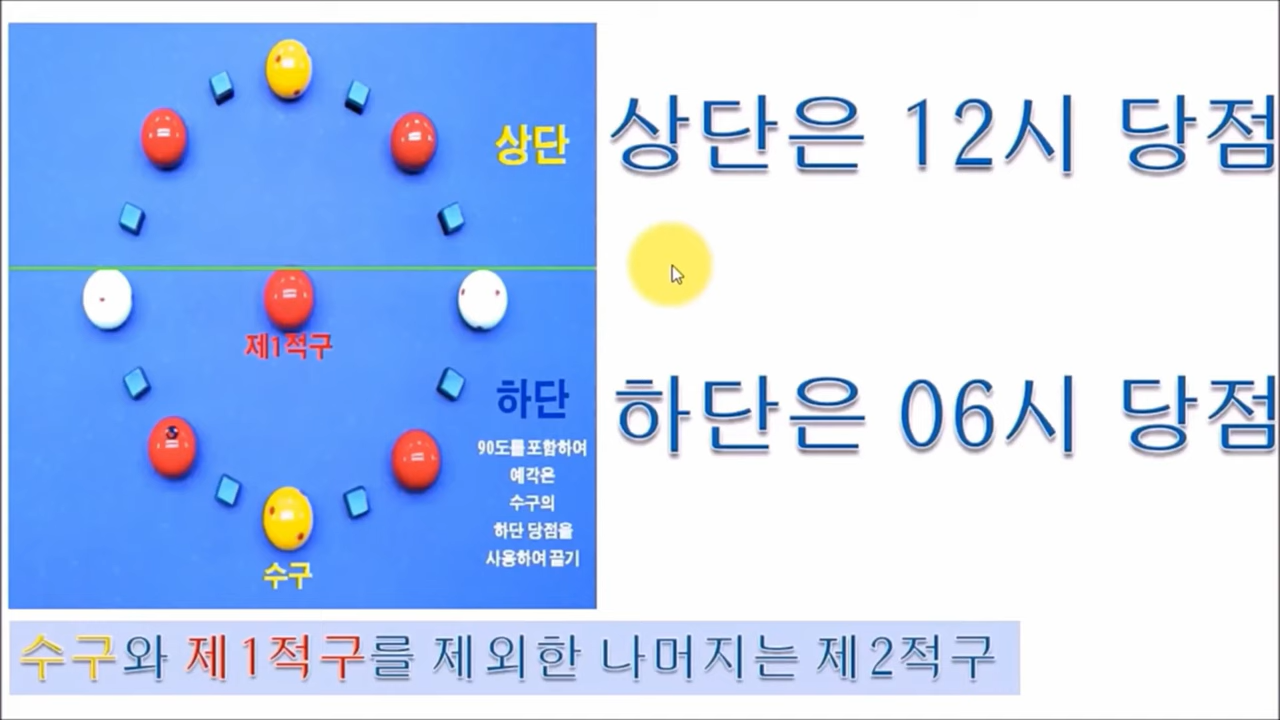 상단
상단은 12시 당점
제1적구
하단
하단은 06시 당점
90도를 포함하여
예각은
수구의
하단 당점을
사용하여 끌기
수구
수구와 제1적구를 제외한 나머지는 제2적구